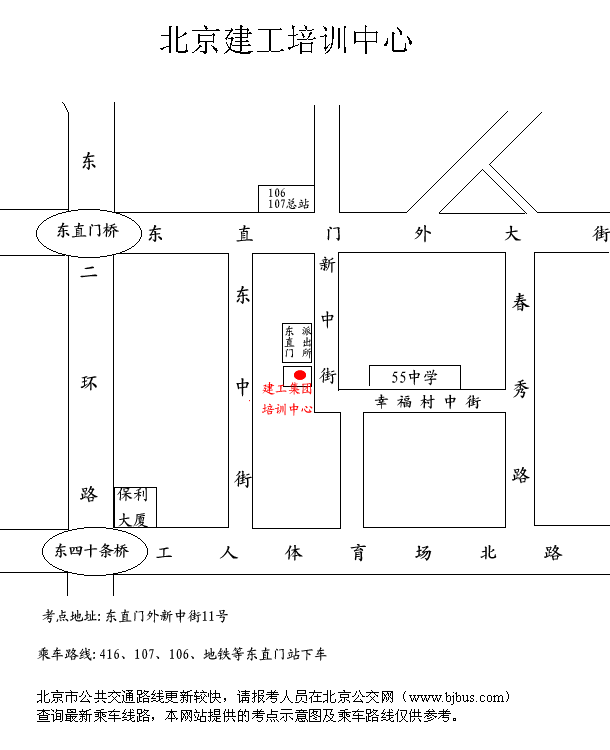 北京建工培训中心
106
107总站
东二环路
东直门桥
东直门外大街
新中街
东中街
东直门
派出所
建工集团
培训中心
55中学
幸福村中街
春秀路
保利
大厦
东四十条桥
工人体育场北路
考点地址: 东直门外新中街11号
乘车路线: 416、107、106、地铁等东直门站下车
北京市公共交通路线更新较快，请报考人员在北京公交网（www.bjbus.com）
查询最新乘车线路，本网站提供的考点示意图及乘车路线仅供参考。